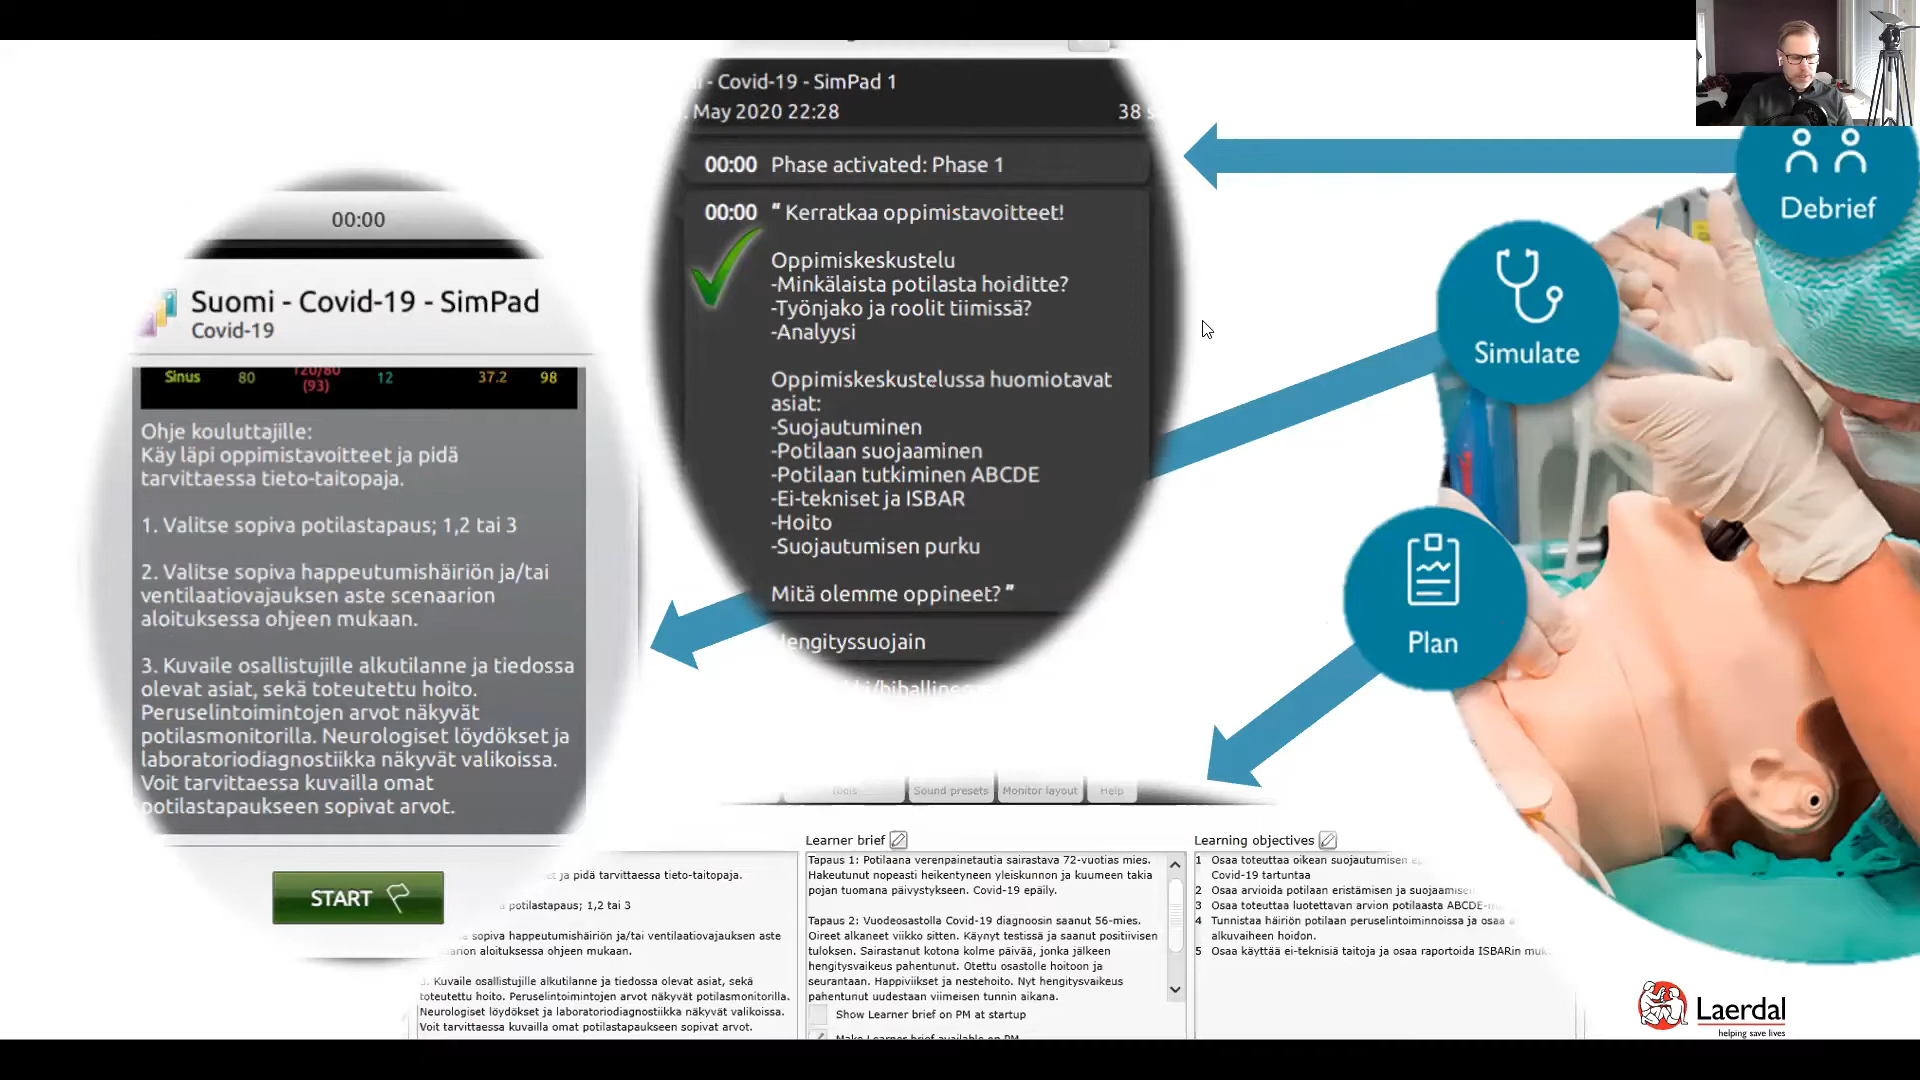 00:00
Suomi - Covid-19 - SimPad
Covid-19
Sinus 80 120/80 12 37.2 98
(93)
Ohje kouluttajille:
Käy läpi oppimistavoitteet ja pidä
tarvittaessa tieto-taitopaja.
1. Valitse sopiva potilastapaus; 1,2 tai 3
2. Valitse sopiva happeutumishäiriön ja/tai
ventilaatiovajauksen aste scenaarion
aloituksessa ohjeen mukaan.
3. Kuvaile osallistujille alkutilanne ja tiedossa
olevat asiat, sekä toteutettu hoito.
Peruselintoimintojen arvot näkyvät
potilasmonitorilla. Neurologiset löydökset ja
laboratoriodiagnostiikka näkyvät valikoissa.
Voit tarvittaessa kuvailla omat
potilastapaukseen sopivat arvot.
START
- Covid-19 - SimPad 1
May 2020 22:28 38
00:00 Phase activated: Phase 1
00:00 " Kerratkaa oppimistavoitteet!
Oppimiskeskustelu
-Minkälaista potilasta hoiditte?
-Työnjako ja roolit tiimissä?
-Analyysi
Oppimiskeskustelussa huomiotavat
asiat:
-Suojautuminen
-Potilaan suojaaminen
-Potilaan tutkiminen ABCDE
-Ei-tekniset ja ISBAR
-Hoito
-Suojautumisen purku
Mitä olemme oppineet? "
Hengityssuojain
Debrief
Simulate
Plan
Tools Sound presets Monitor layout Help
ja pidä tarvittaessa tieto-taitopaja.
potilastapaus; 1,2 tai 3
sopiva happeutumishäiriön ja/tai ventilaatiovajauksen aste
aloituksessa ohjeen mukaan.
Kuvaile osallistujille alkutilanne ja tiedossa olevat asiat, sekä
toteutettu hoito. Peruselintoimintojen arvot näkyvät potilasmonitorilla.
Neurologiset löydökset ja laboratoriodiagnostiikka näkyvät valikoissa.
Voit tarvittaessa kuvailla omat potilastapaukseen sopivat arvot.
Learner brief
Tapaus 1: Potilaana verenpainetautia sairastava 72-vuotias mies.
Hakeutunut nopeasti heikentyneen yleiskunnon ja kuumeen takia
pojan tuomana päivystykseen. Covid-19 epäily.
Tapaus 2: Vuodeosastolla Covid-19 diagnoosin saanut 56-mies.
Oireet alkaneet viikko sitten. Käynyt testissä ja saanut positiivisen
tuloksen. Sairastanut kotona kolme päivää, jonka jälkeen
hengitysvaikeus pahentunut. Otettu osastolle hoitoon ja
seurantaan. Happiviikset ja nestehoito. Nyt hengitysvaikeus
pahentunut uudestaan viimeisen tunnin aikana.
Show Learner brief on PM at startup
Make Learner brief available on PM
Learning objectives
1 Osaa toteuttaa oikean suojautumisen
Covid-19 tartuntaa
2 Osaa arvioida potilaan eristämisen ja suojaamisen
3 Osaa toteuttaa luotettavan arvion potilaasta ABCDE-
4 Tunnistaa häiriön potilaan peruselintoiminnoissa ja osaa
alkuvaiheen hoidon.
5 Osaa käyttää ei-teknisiä taitoja ja osaa raportoida ISBARin
Laerdal
helping save lives